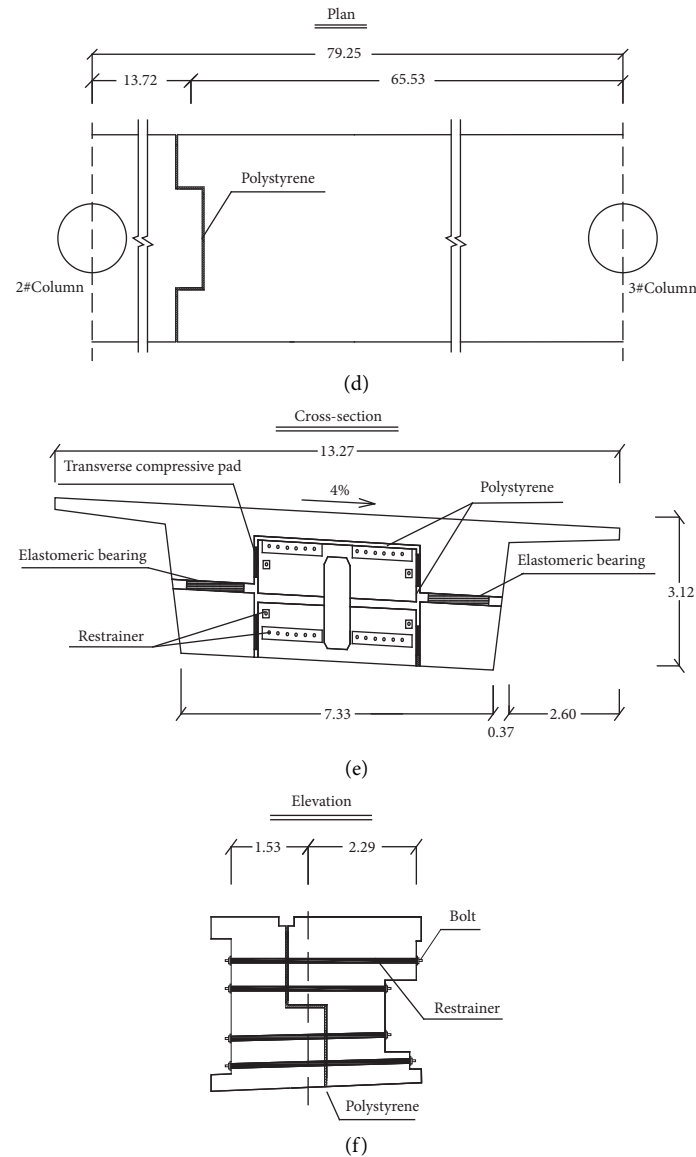 Plan
79.25
13.72
65.53
Polystyrene
2#Column
3#Column
(d)
Cross-section
13.27
Transverse compressive pad
4%
Polystyrene
Elastomeric bearing
Elastomeric bearing
3.12
Restrainer
7.33
2.60
0.37
(e)
Elevation
1.53
2.29
Bolt
Restrainer
Polystyrene
(f)